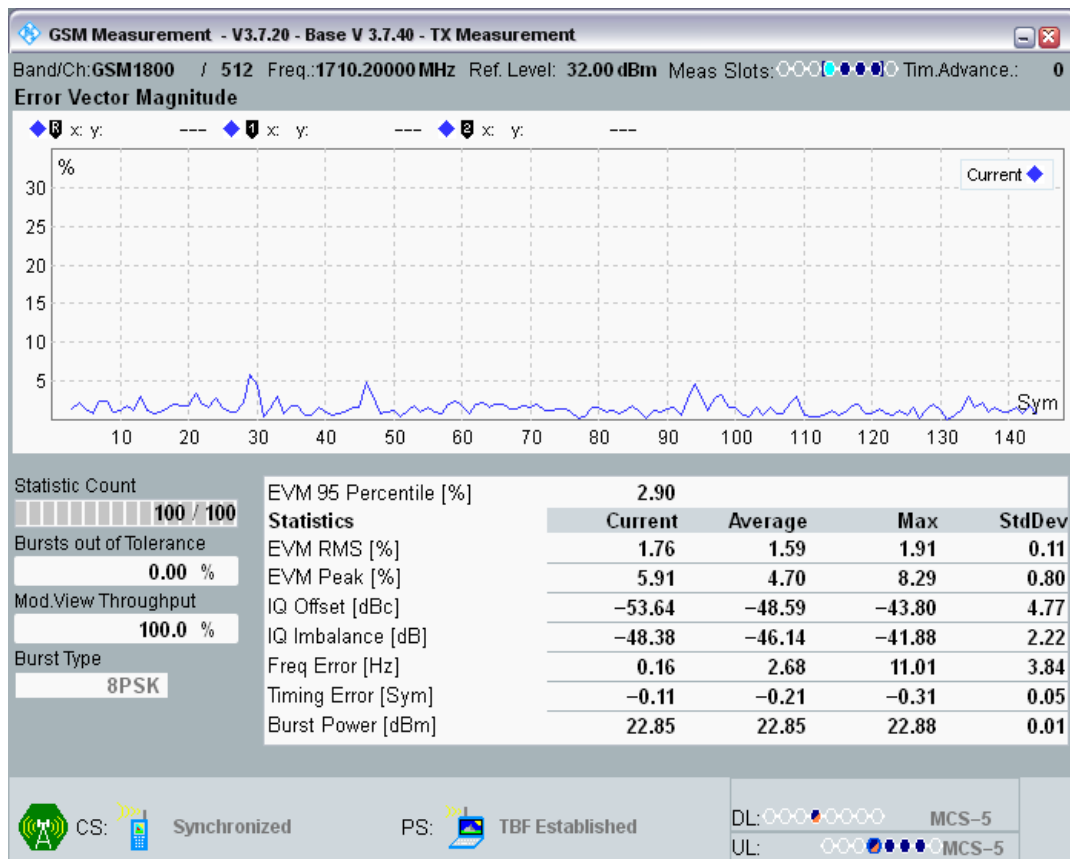 GSM Measurement - V3.7.20 - Base V 3.7.40 - TX Measurement
Band/Ch:GSM1800 / 512 Freq.:1710.20000 MHz Ref. Level: 32.00 dBm Meas Slots: Tim.Advance.: 0
Error Vector Magnitude
R x: y: --- 1 x: y: --- 2 x: y: ---
%
Current
30
25
20
15
10
5
Sym
10 20 30 40 50 60 70 80 90 100 110 120 130 140
Statistic Count
100 / 100
Bursts out of Tolerance
0.00 %
Mod.View Throughput
100.0 %
Burst Type
8PSK
EVM 95 Percentile [%] 2.90
Statistics Current Average Max StdDev
EVM RMS [%] 1.76 1.59 1.91 0.11
EVM Peak [%] 5.91 4.70 8.29 0.80
IQ Offset [dBc] −53.64 −48.59 −43.80 4.77
IQ Imbalance [dB] −48.38 −46.14 −41.88 2.22
Freq Error [Hz] 0.16 2.68 11.01 3.84
Timing Error [Sym] −0.11 −0.21 −0.31 0.05
Burst Power [dBm] 22.85 22.85 22.88 0.01
CS: Synchronized PS: TBF Established
DL: MCS−5
UL: MCS−5